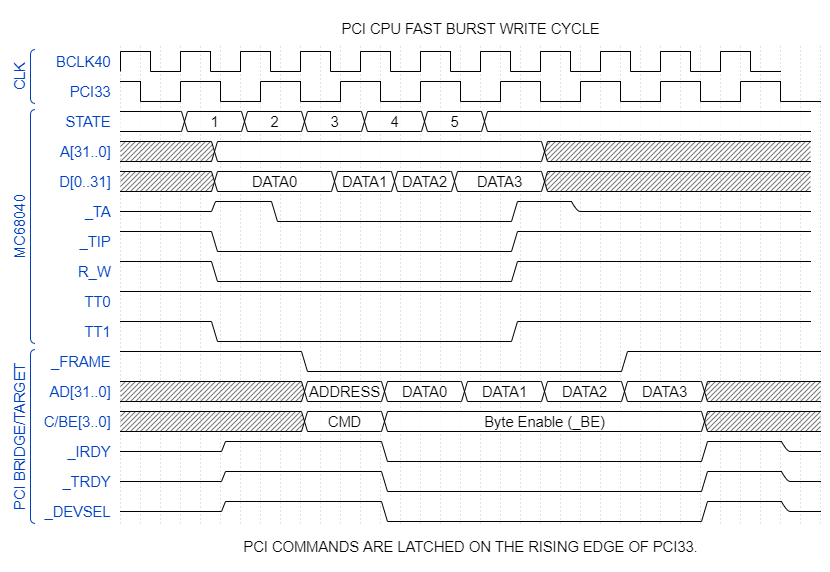 PCI CPU FAST BURST WRITE CYCLE
CLK
BCLK40
PCI33
MC68040
STATE 1 2 3 4 5
A[31..0]
D[0..31] DATA0 DATA1 DATA2 DATA3
_TA
_TIP
R_W
TT0
TT1
PCI BRIDGE/TARGET
_FRAME
AD[31..0] ADDRESS DATA0 DATA1 DATA2 DATA3
C/BE[3..0] CMD Byte Enable (_BE)
_IRDY
_TRDY
_DEVSEL
PCI COMMANDS ARE LATCHED ON THE RISING EDGE OF PCI33.